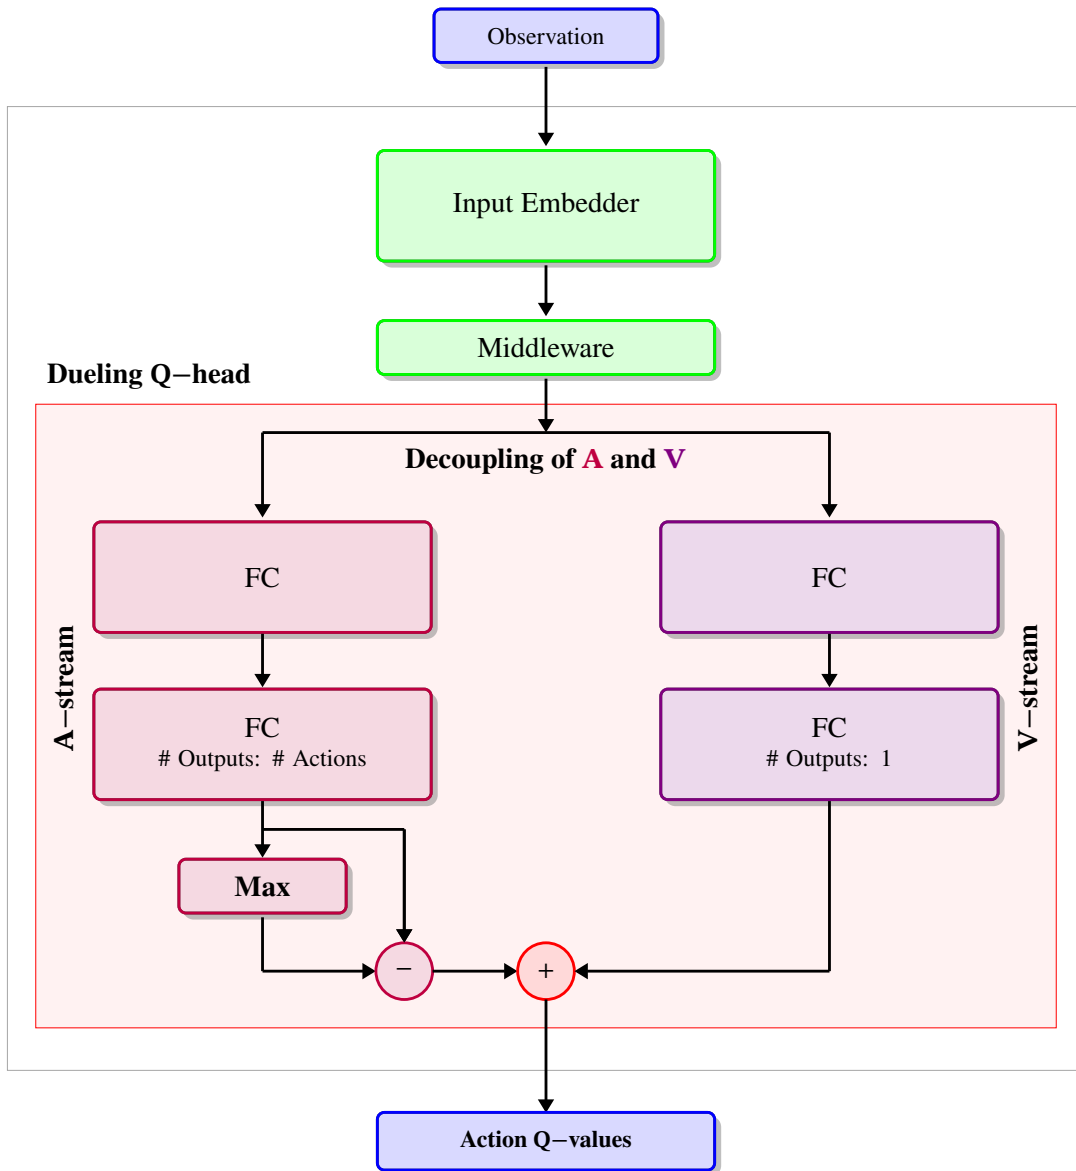 Observation
Input Embedder
Middleware
Dueling Q−head
Decoupling of A and V
FC
FC
A−stream
V−stream
FC
# Outputs: # Actions
FC
# Outputs: 1
Max
−
+
Action Q−values